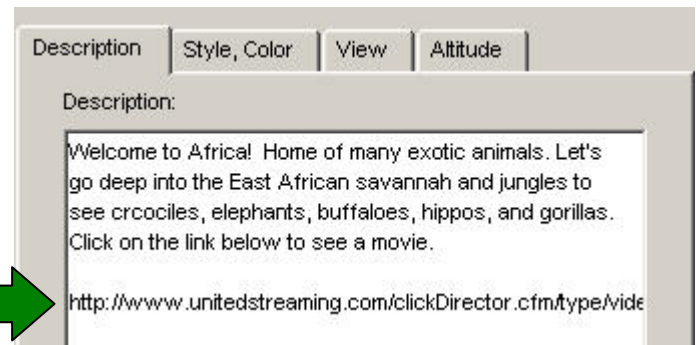 Description Style, Color View Altitude
Description:
Welcome to Africa! Home of many exotic animals. Let's
go deep into the East African savannah and jungles to
see crcociles, elephants, buffaloes, hippos, and gorillas.
Click on the link below to see a movie.
http://www.unitedstreaming.com/clickDirector.cfm/type/vide